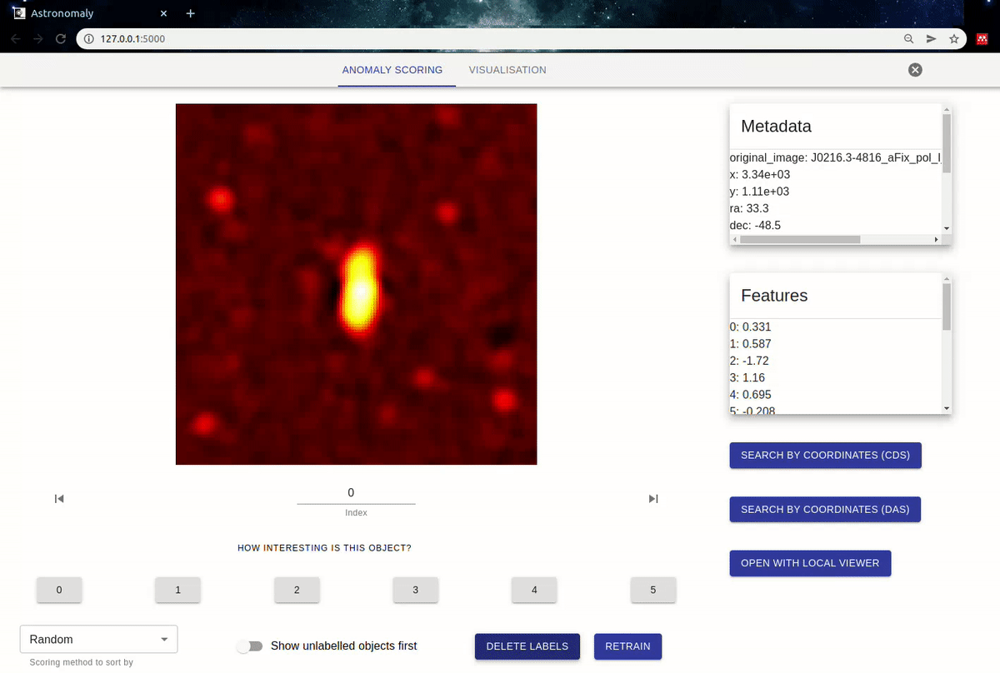 Astronomaly
127.0.0.1:5000
ANOMALY SCORING
VISUALISATION
Metadata
original_image: J0216.3-4816_aFix_pol_I
x: 3.34e+03
y: 1.11e+03
ra: 33.3
dec: -48.5
Features
0: 0.331
1: 0.587
2: -1.72
3: 1.16
4: 0.695
5: -0.208
SEARCH BY COORDINATES (CDS)
SEARCH BY COORDINATES (DAS)
OPEN WITH LOCAL VIEWER
0
Index
HOW INTERESTING IS THIS OBJECT?
0 1 2 3 4 5
Random
Scoring method to sort by
Show unlabelled objects first
DELETE LABELS
RETRAIN